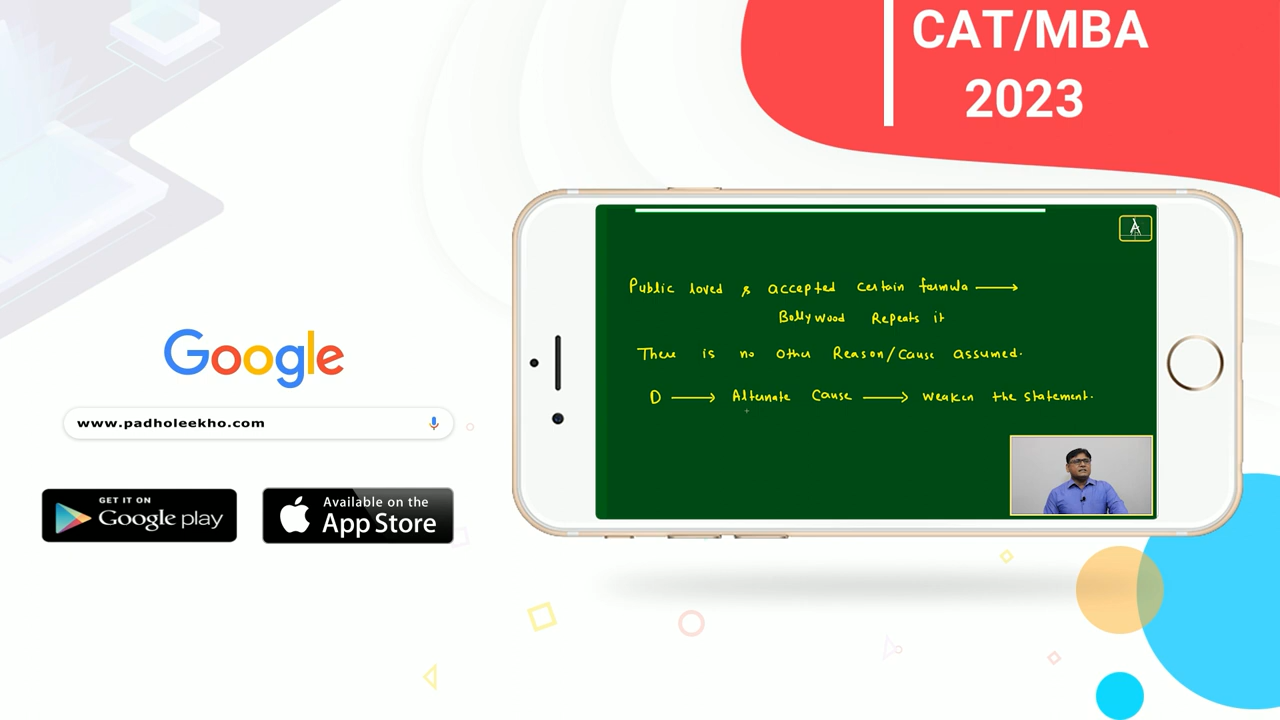 CAT/MBA
2023
Public loved & accepted certain formula ⟶
Bollywood Repeats it
There is no other Reason/Cause assumed.
D ⟶ Alternate Cause ⟶ Weaken the statement.
Google
www.padholeekho.com
GET IT ON
Google play
Available on the
App Store